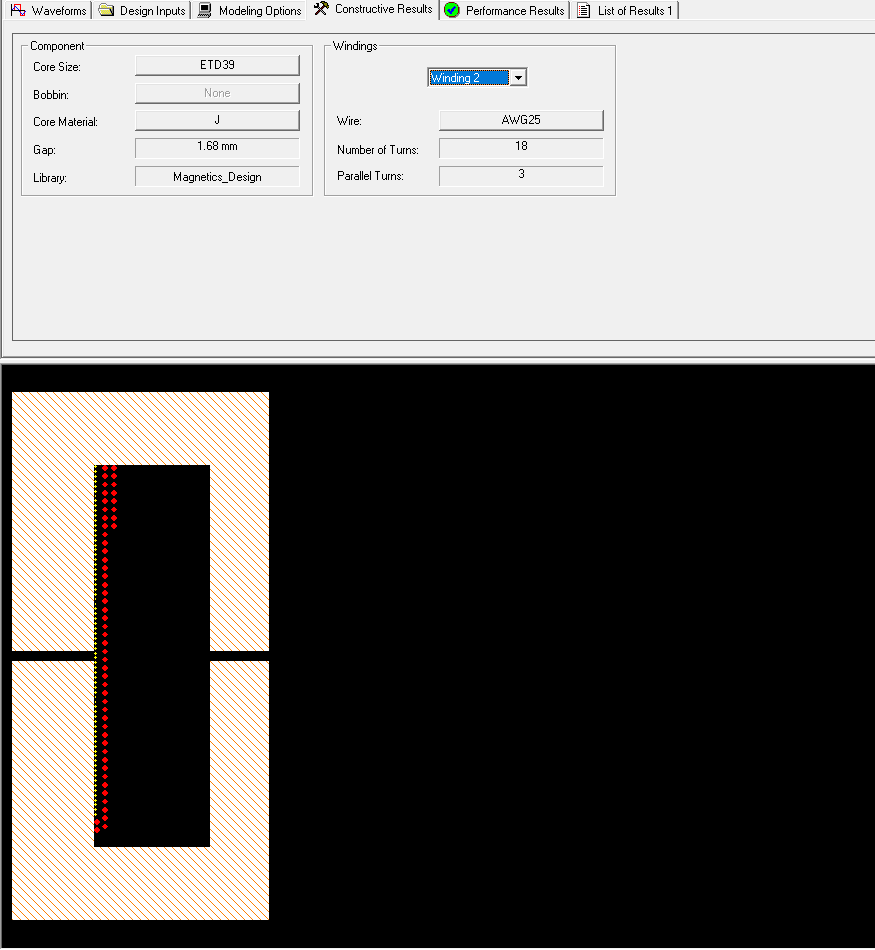 Waveforms Design Inputs Modeling Options Constructive Results Performance Results List of Results 1
Component
Core Size: ETD39
Bobbin: None
Core Material: J
Gap: 1.68 mm
Library: Magnetics_Design
Windings
Winding 2
Wire: AWG25
Number of Turns: 18
Parallel Turns: 3